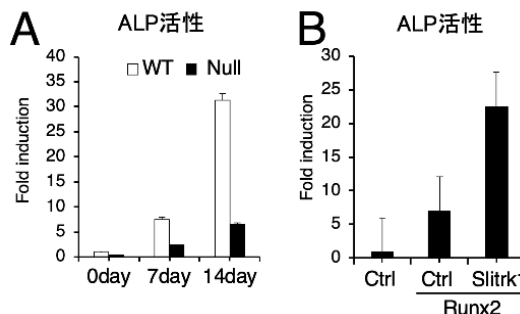 A
ALP活性
Fold induction
40
35
30
25
20
15
10
5
0
WT
Null
0day
7day
14day
B
ALP活性
Fold induction
30
25
20
15
10
5
0
Ctrl
Ctrl
Slitrk1
Runx2